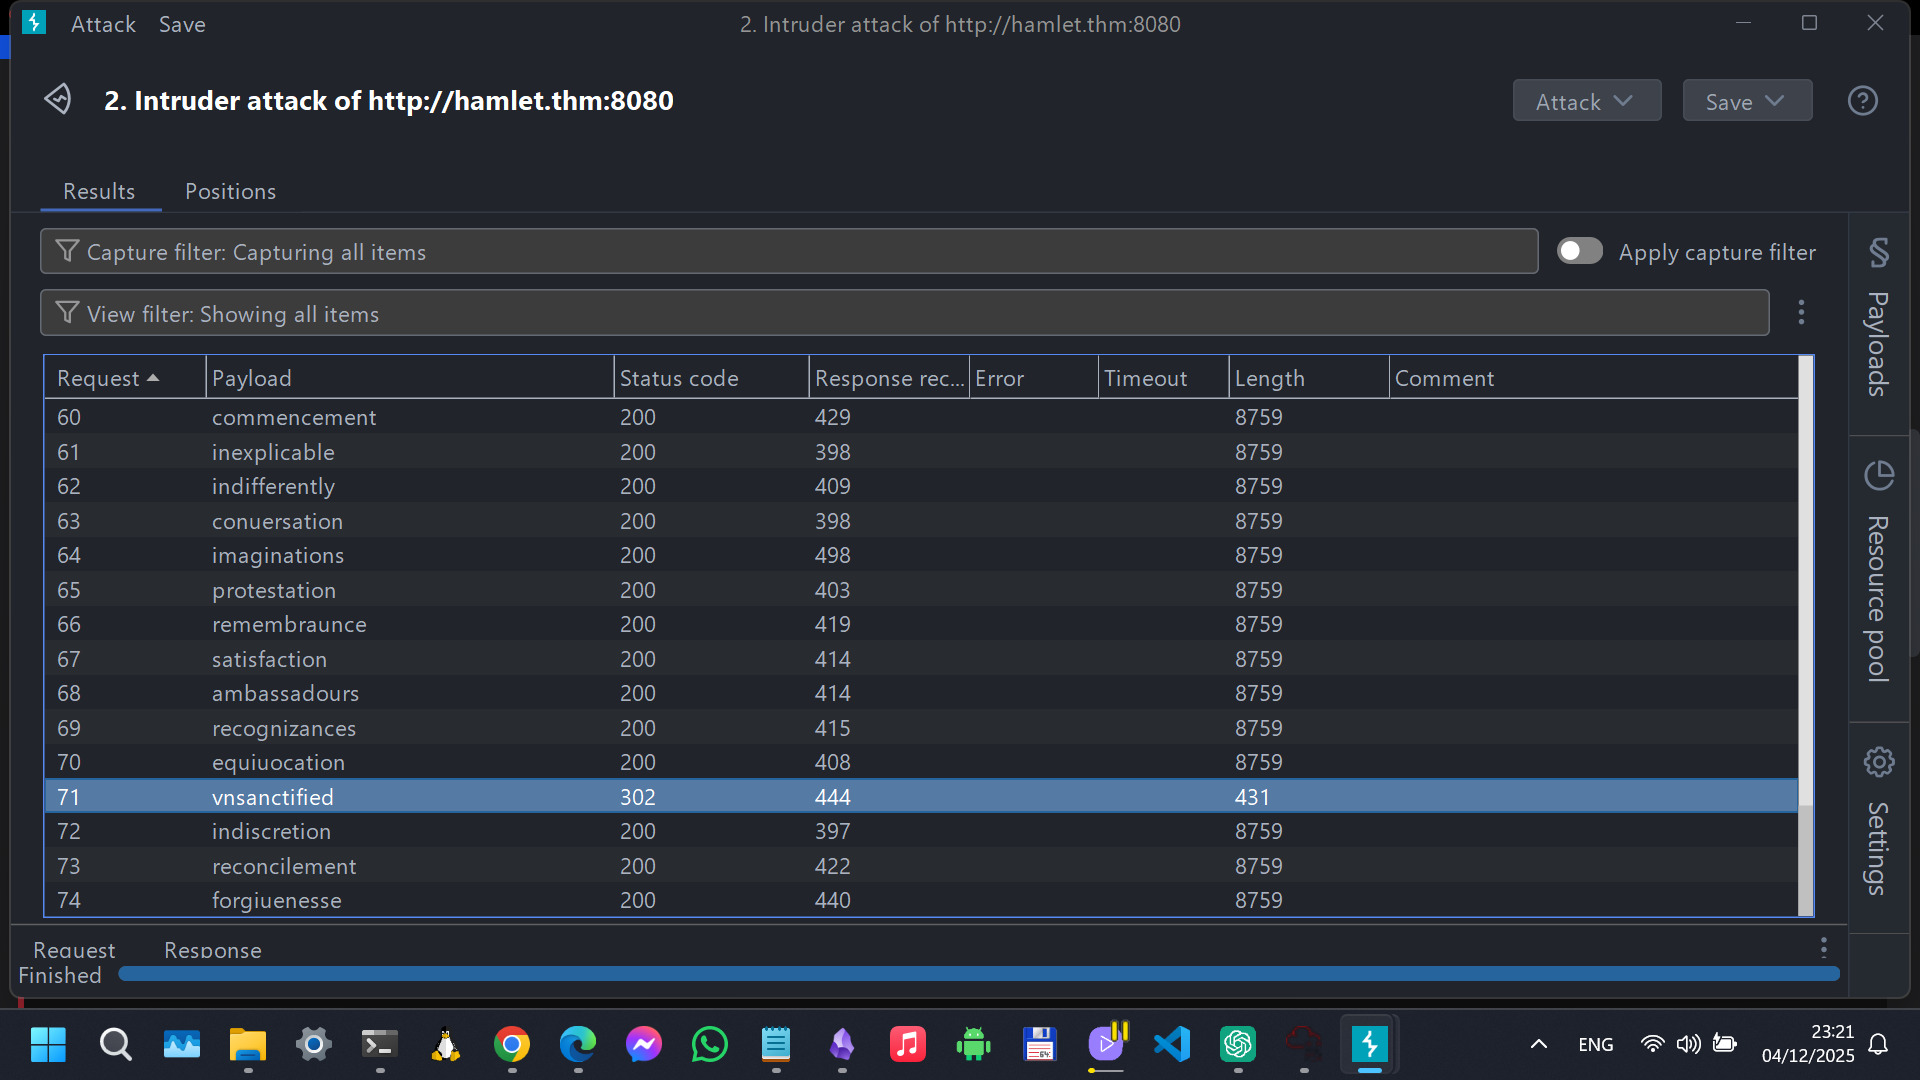 Attack Save 2. Intruder attack of http://hamlet.thm:8080
2. Intruder attack of http://hamlet.thm:8080 Attack Save
Results Positions
Capture filter: Capturing all items Apply capture filter
View filter: Showing all items
Request Payload Status code Response rec... Error Timeout Length Comment
60 commencement 200 429 8759
61 inexplicable 200 398 8759
62 indifferently 200 409 8759
63 conuersation 200 398 8759
64 imaginations 200 498 8759
65 protestation 200 403 8759
66 remembraunce 200 419 8759
67 satisfaction 200 414 8759
68 ambassadours 200 414 8759
69 recognizances 200 415 8759
70 equiuocation 200 408 8759
71 vnsanctified 302 444 431
72 indiscretion 200 397 8759
73 reconcilement 200 422 8759
74 forgiuenesse 200 440 8759
Payloads
Resource pool
Settings
Request Response
Finished
64
ENG
23:21
04/12/2025